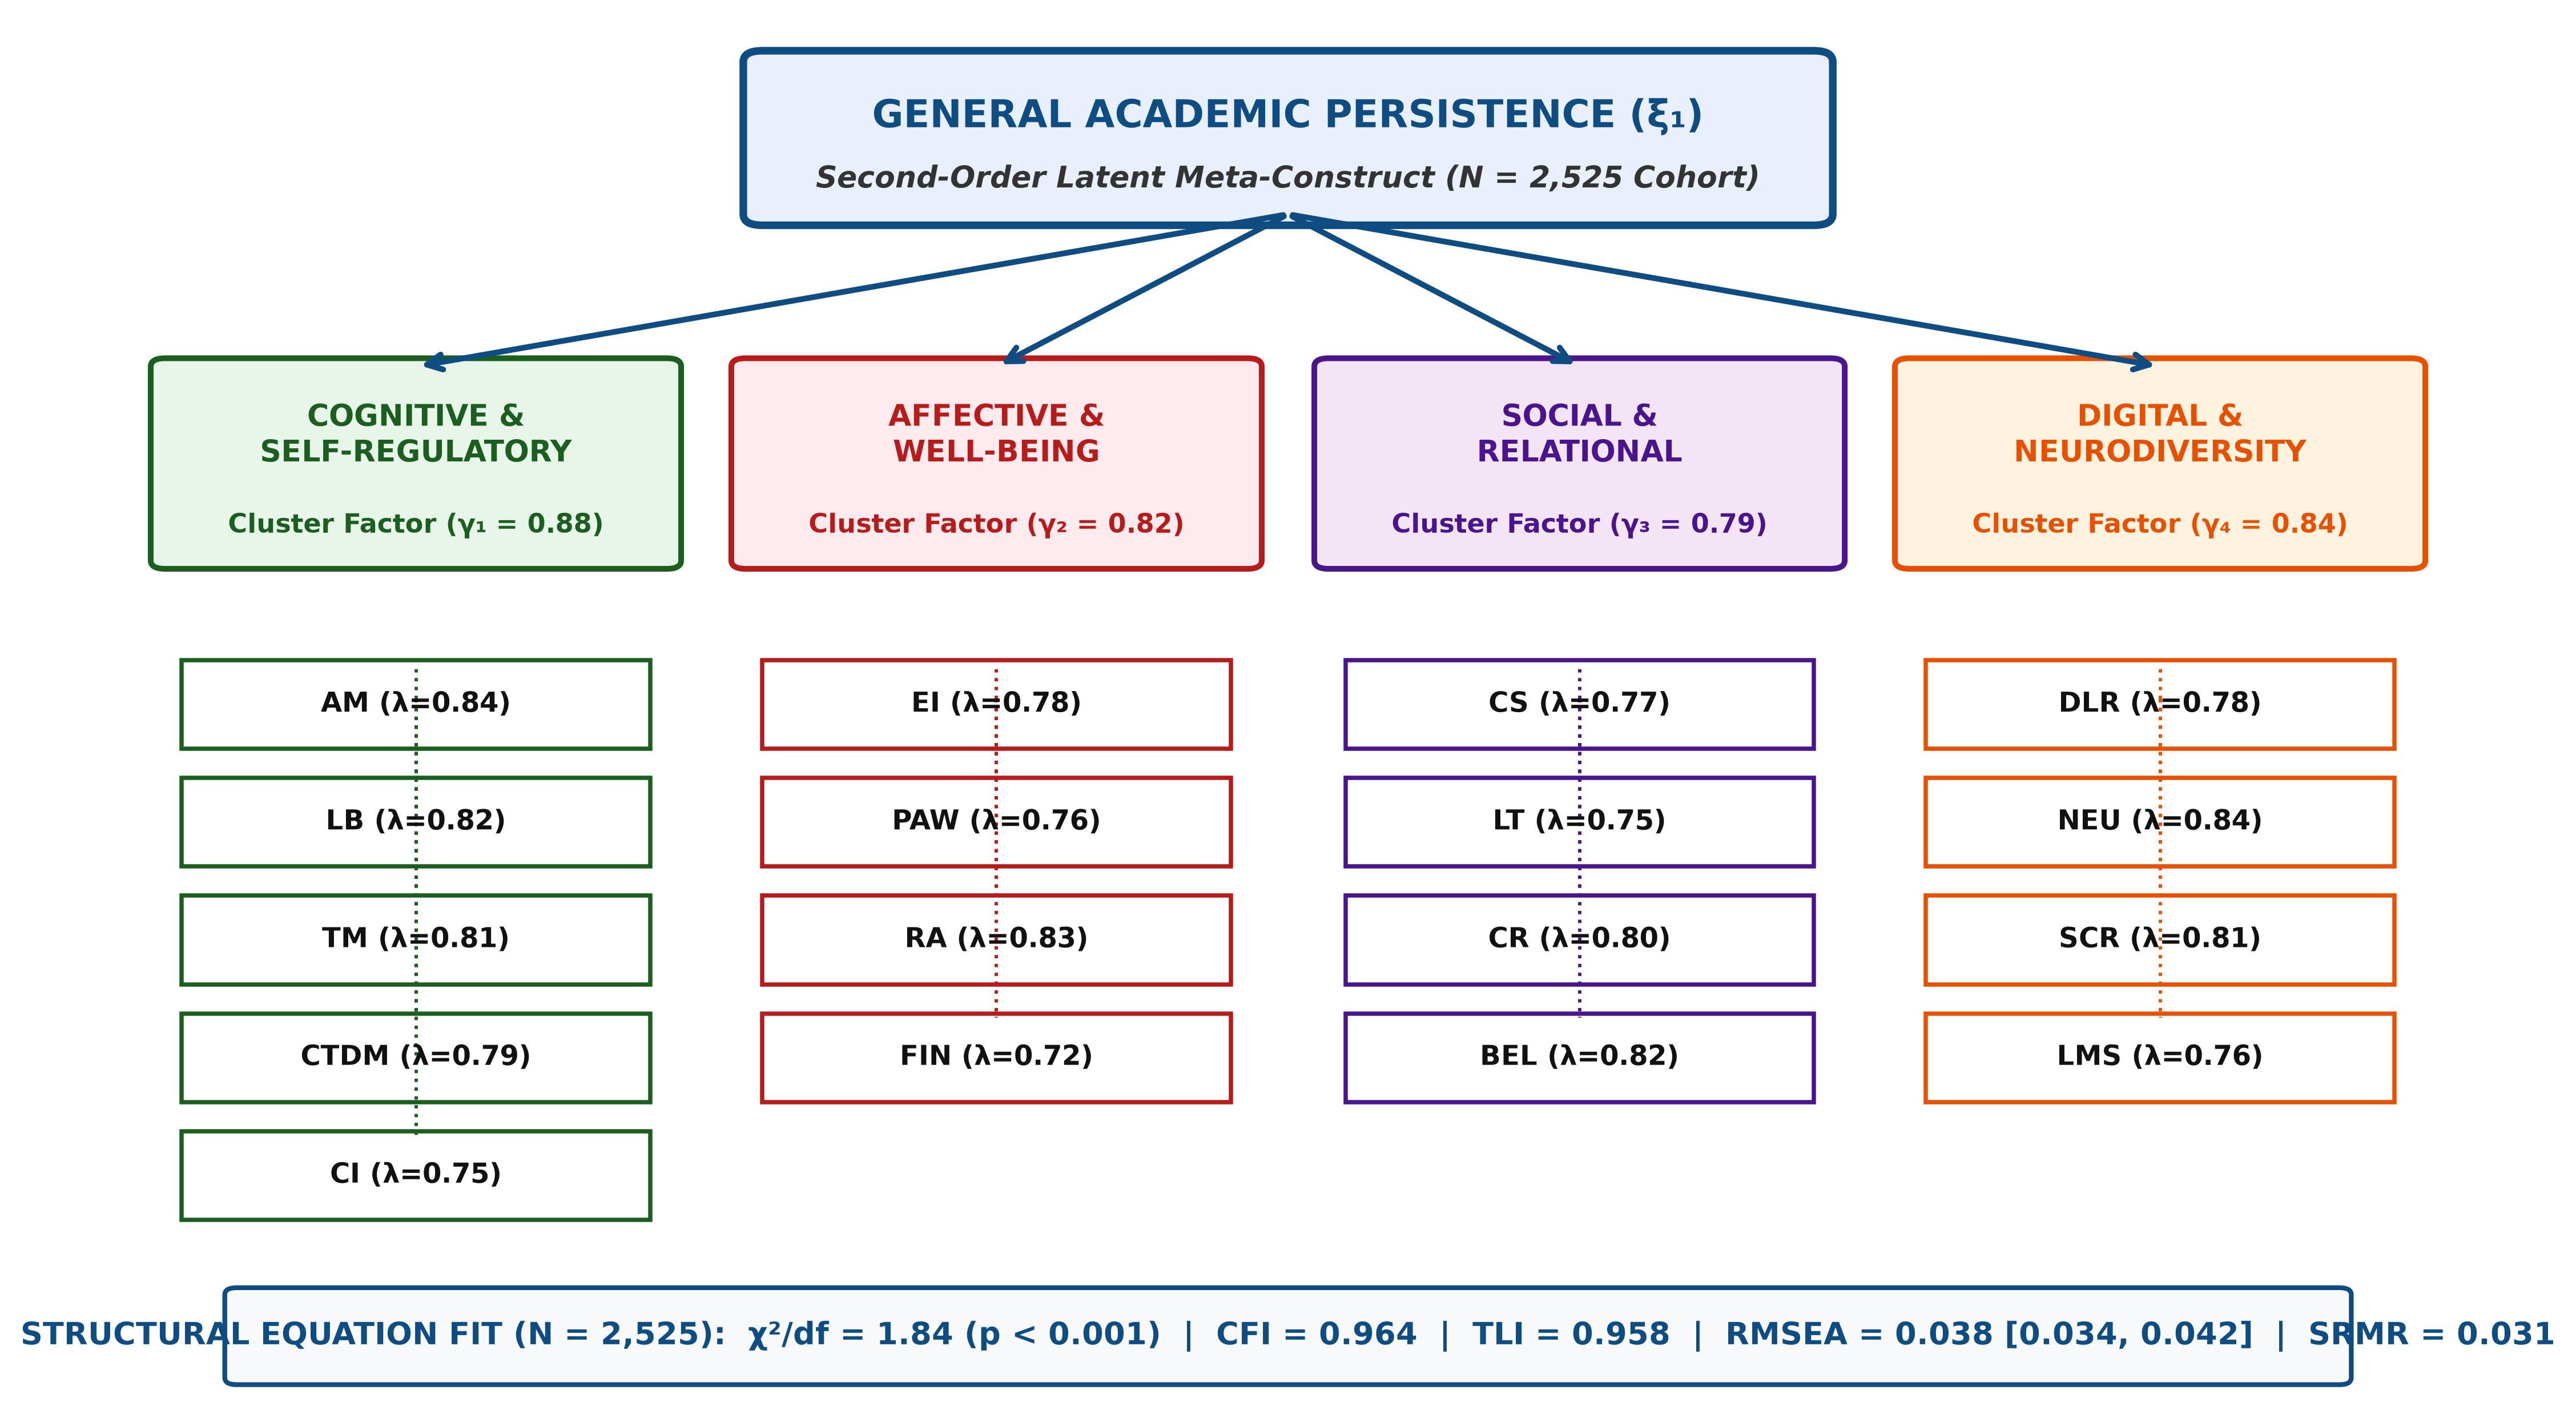 GENERAL ACADEMIC PERSISTENCE (ξ₁)
Second-Order Latent Meta-Construct (N = 2,525 Cohort)
COGNITIVE &
SELF-REGULATORY
Cluster Factor (γ₁ = 0.88)
AFFECTIVE &
WELL-BEING
Cluster Factor (γ₂ = 0.82)
SOCIAL &
RELATIONAL
Cluster Factor (γ₃ = 0.79)
DIGITAL &
NEURODIVERSITY
Cluster Factor (γ₄ = 0.84)
AM (λ=0.84)
LB (λ=0.82)
TM (λ=0.81)
CTDM (λ=0.79)
CI (λ=0.75)
EI (λ=0.78)
PAW (λ=0.76)
RA (λ=0.83)
FIN (λ=0.72)
CS (λ=0.77)
LT (λ=0.75)
CR (λ=0.80)
BEL (λ=0.82)
DLR (λ=0.78)
NEU (λ=0.84)
SCR (λ=0.81)
LMS (λ=0.76)
STRUCTURAL EQUATION FIT (N = 2,525): χ²/df = 1.84 (p < 0.001) | CFI = 0.964 | TLI = 0.958 | RMSEA = 0.038 [0.034, 0.042] | SRMR = 0.031